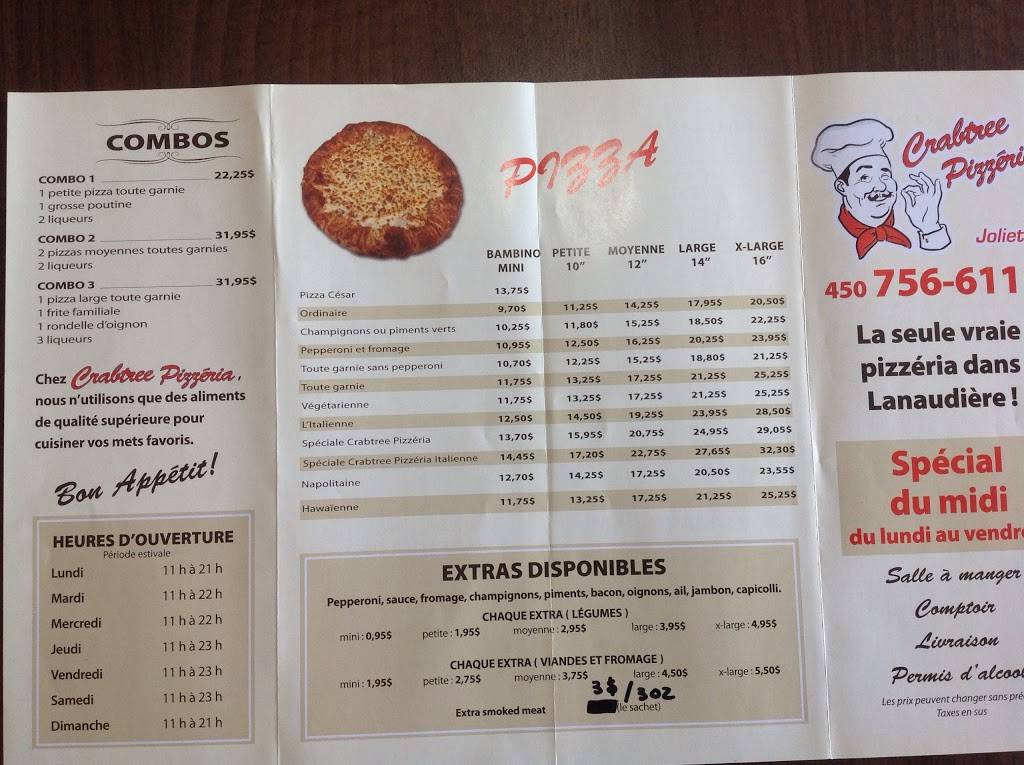 COMBOS
COMBO 1 22,25$
1 petite pizza toute garnie
1 grosse poutine
2 liqueurs
COMBO 2 31,95$
2 pizzas moyennes toutes garnies
2 liqueurs
COMBO 3 31,95$
1 pizza large toute garnie
1 frite familiale
1 rondelle d'oignon
3 liqueurs
Chez Crabtree Pizzéria,
nous n'utilisons que des aliments
de qualité supérieure pour
cuisiner vos mets favoris.
Bon Appétit!
HEURES D'OUVERTURE
Période estivale
Lundi 11 h à 21 h
Mardi 11 h à 22 h
Mercredi 11 h à 22 h
Jeudi 11 h à 23 h
Vendredi 11 h à 23 h
Samedi 11 h à 23 h
Dimanche 11 h à 21 h
PIZZA
BAMBINO PETITE MOYENNE LARGE X-LARGE
MINI 10" 12" 14" 16"
Pizza César 13,75$
Ordinaire 9,70$ 11,25$ 14,25$ 17,95$ 20,50$
Champignons ou piments verts 10,25$ 11,80$ 15,25$ 18,50$ 22,25$
Pepperoni et fromage 10,95$ 12,50$ 16,25$ 20,25$ 23,95$
Toute garnie sans pepperoni 10,70$ 12,25$ 15,25$ 18,80$ 21,25$
Toute garnie 11,75$ 13,25$ 17,25$ 21,25$ 25,25$
Végétarienne 11,75$ 13,25$ 17,25$ 21,25$ 25,25$
L'Italienne 12,50$ 14,50$ 19,25$ 23,95$ 28,50$
Spéciale Crabtree Pizzéria 13,70$ 15,95$ 20,75$ 24,95$ 29,05$
Spéciale Crabtree Pizzéria Italienne 14,45$ 17,20$ 22,75$ 27,65$ 32,30$
Napolitaine 12,70$ 14,25$ 17,25$ 20,50$ 23,55$
Hawaïenne 11,75$ 13,25$ 17,25$ 21,25$ 25,25$
EXTRAS DISPONIBLES
Pepperoni, sauce, fromage, champignons, piments, bacon, oignons, ail, jambon, capicolli.
CHAQUE EXTRA ( LÉGUMES )
mini : 0,95$ petite : 1,95$ moyenne : 2,95$ large : 3,95$ x-large : 4,95$
CHAQUE EXTRA ( VIANDES ET FROMAGE )
mini : 1,95$ petite : 2,75$ moyenne : 3,75$ large : 4,50$ x-large : 5,50$
3$/30z
Extra smoked meat (le sachet)
Crabtree
Pizzéria
Joliet
450 756-611
La seule vraie
pizzéria dans
Lanaudière !
Spécial
du midi
du lundi au vendre
Salle à manger
Comptoir
Livraison
Permis d'alcool
Les prix peuvent changer sans pré
Taxes en sus